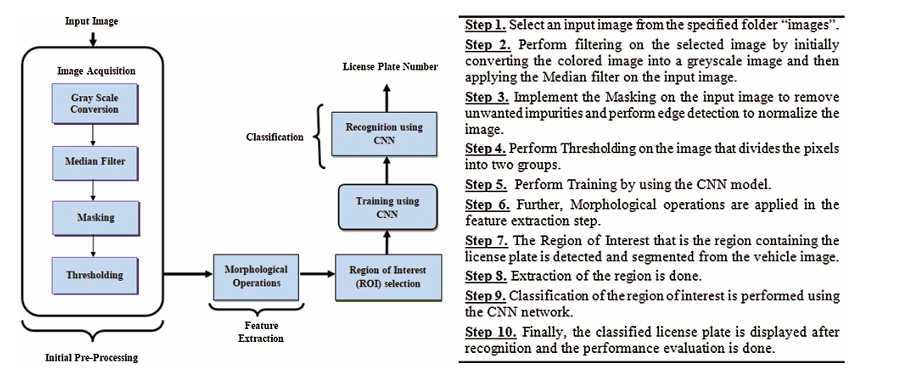 Input Image
Image Acquisition
Gray Scale
Conversion
Median Filter
Masking
Thresholding
Initial Pre-Processing
Morphological
Operations
Feature
Extraction
Region of Interest
(ROI) selection
Training using
CNN
Classification
Recognition using
CNN
License Plate Number
Step 1. Select an input image from the specified folder “images”.
Step 2. Perform filtering on the selected image by initially
converting the colored image into a greyscale image and then
applying the Median filter on the input image.
Step 3. Implement the Masking on the input image to remove
unwanted impurities and perform edge detection to normalize the
image.
Step 4. Perform Thresholding on the image that divides the pixels
into two groups.
Step 5. Perform Training by using the CNN model.
Step 6. Further, Morphological operations are applied in the
feature extraction step.
Step 7. The Region of Interest that is the region containing the
license plate is detected and segmented from the vehicle image.
Step 8. Extraction of the region is done.
Step 9. Classification of the region of interest is performed using
the CNN network.
Step 10. Finally, the classified license plate is displayed after
recognition and the performance evaluation is done.